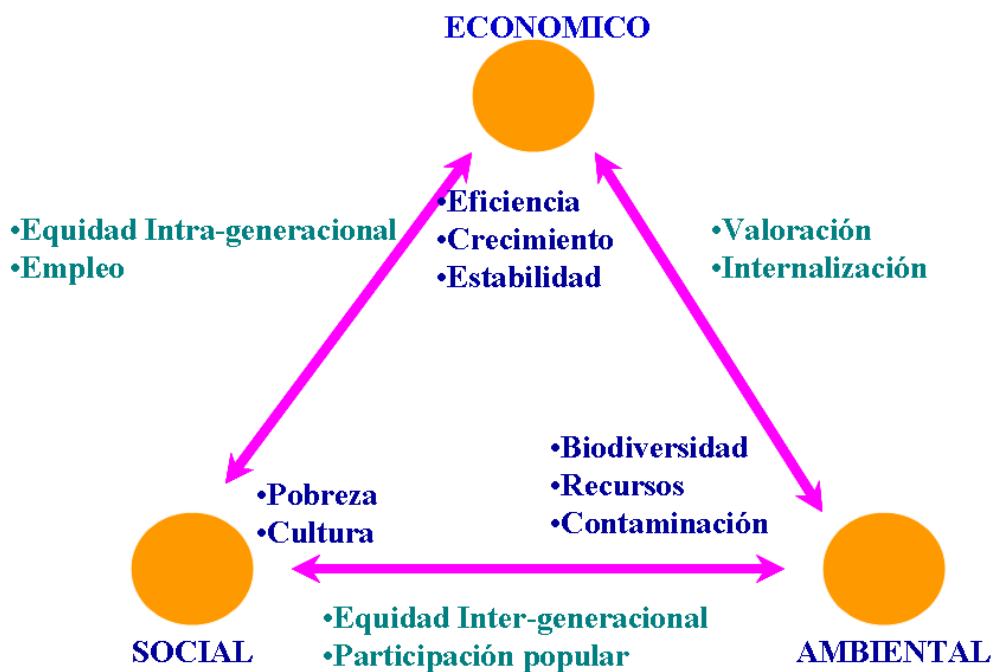 ECONOMICO
•Eficiencia
•Crecimiento
•Estabilidad
•Equidad Intra-generacional
•Empleo
•Valoración
•Internalización
•Biodiversidad
•Recursos
•Contaminación
•Pobreza
•Cultura
•Equidad Inter-generacional
•Participación popular
SOCIAL
AMBIENTAL